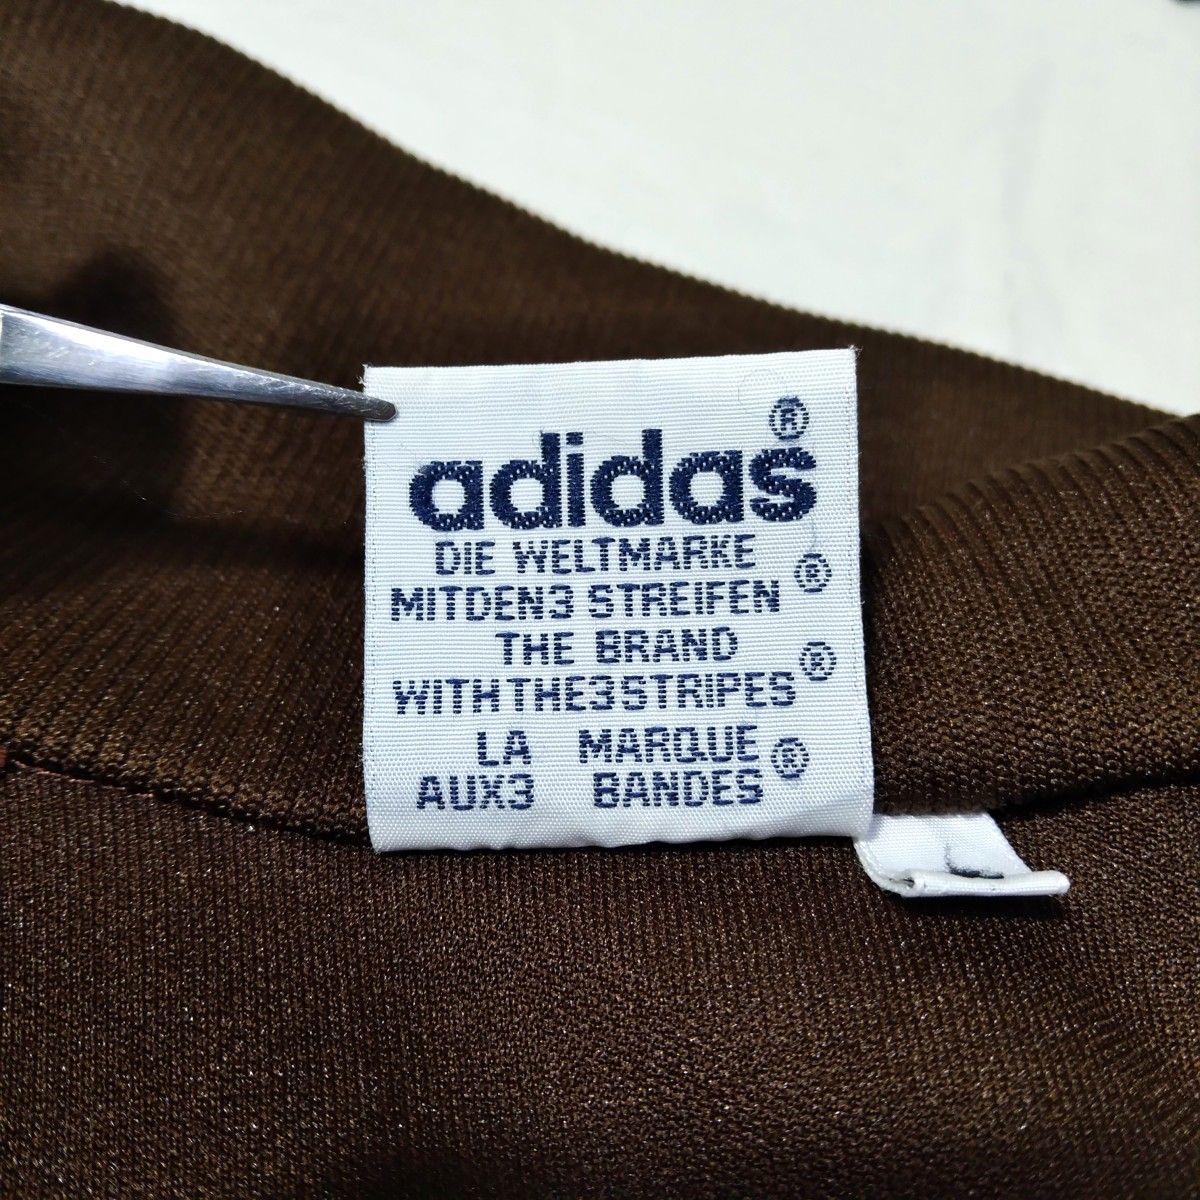 adidas®
DIE WELTMARKE
MITDEN3 STREIFEN®
THE BRAND
WITHTHE3STRIPES®
LA MARQUE
AUX3 BANDES®